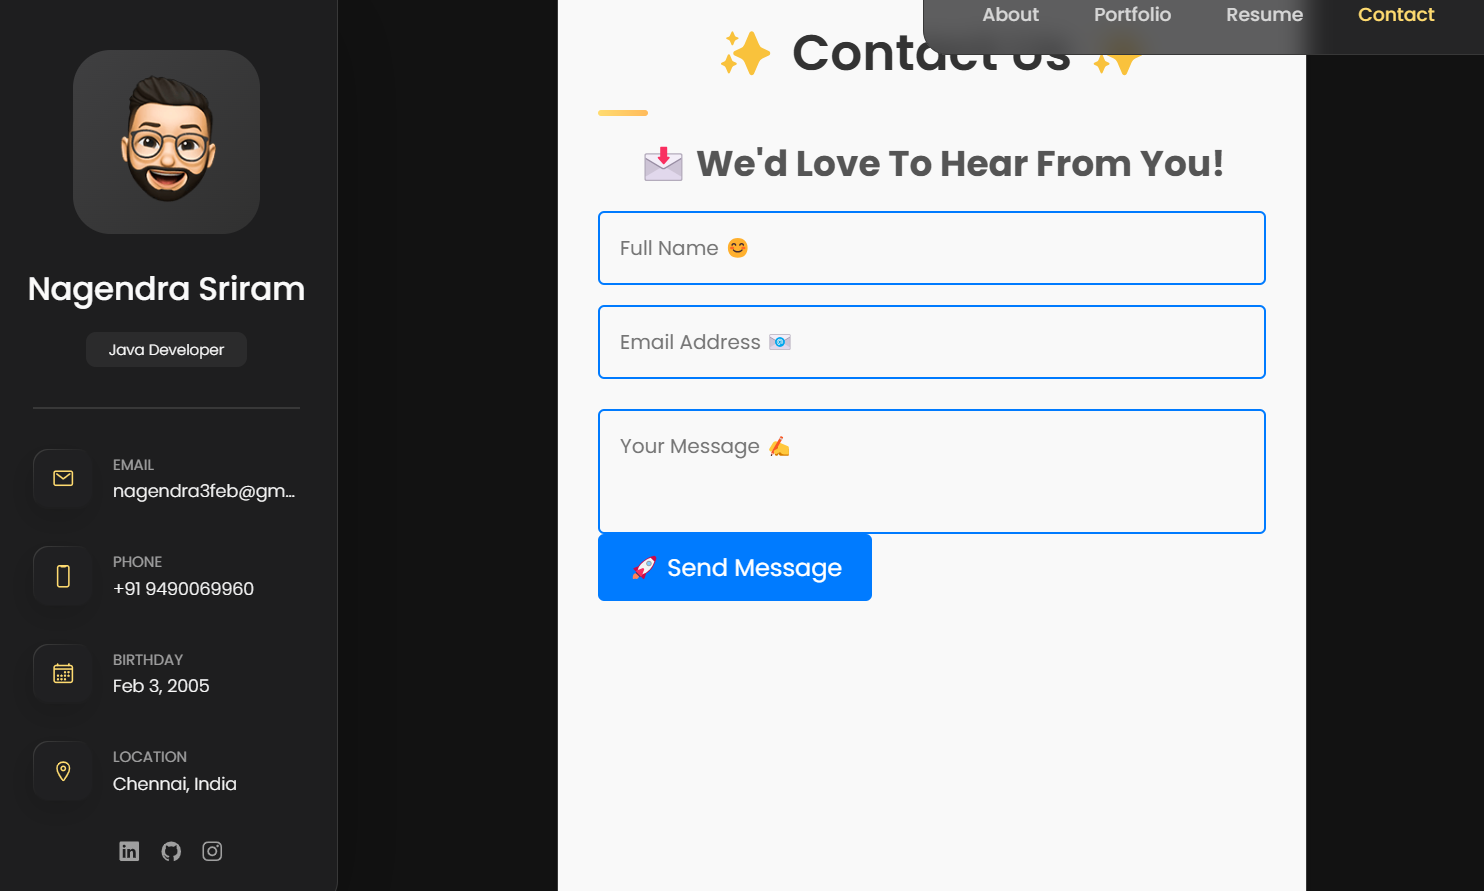 Nagendra Sriram
Java Developer
EMAIL
nagendra3feb@gm...
PHONE
+91 9490069960
BIRTHDAY
Feb 3, 2005
LOCATION
Chennai, India
About Portfolio Resume Contact
✨ Contact Us ✨
📩 We'd Love To Hear From You!
Full Name 😊
Email Address 📧
Your Message ✍️
🚀 Send Message